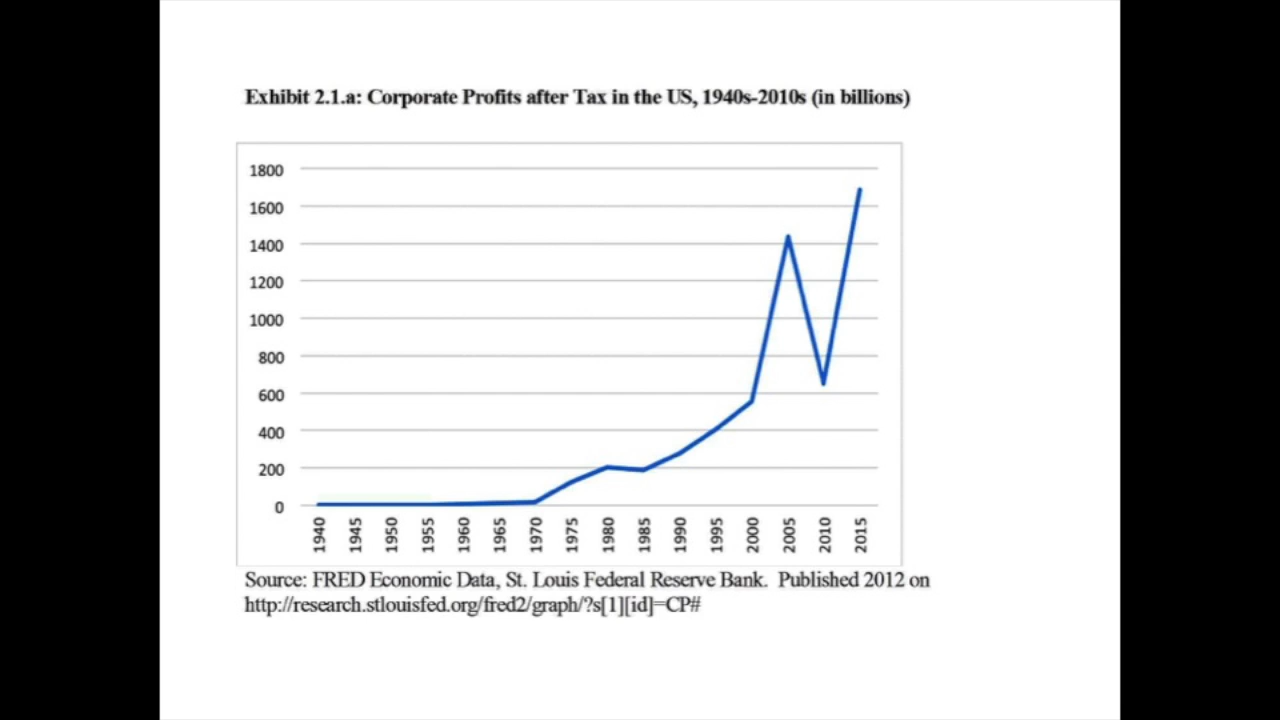 Exhibit 2.1.a: Corporate Profits after Tax in the US, 1940s-2010s (in billions)
1800
1600
1400
1200
1000
800
600
400
200
0
1940 1945 1950 1955 1960 1965 1970 1975 1980 1985 1990 1995 2000 2005 2010 2015
Source: FRED Economic Data, St. Louis Federal Reserve Bank. Published 2012 on
http://research.stlouisfed.org/fred2/graph/?s[1][id]=CP#